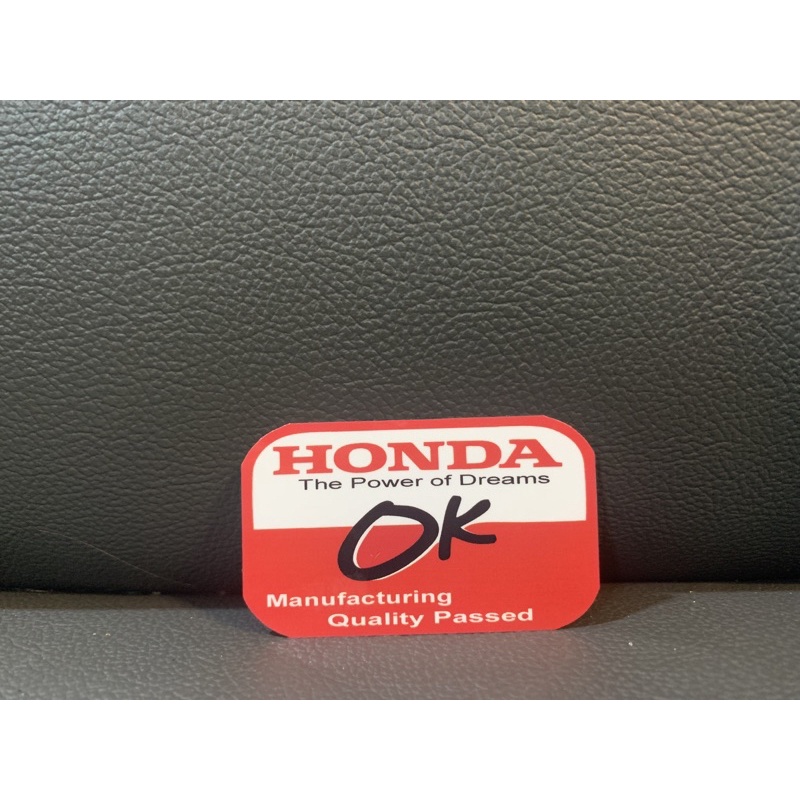 HONDA
The Power of Dreams
OK
Manufacturing
Quality Passed